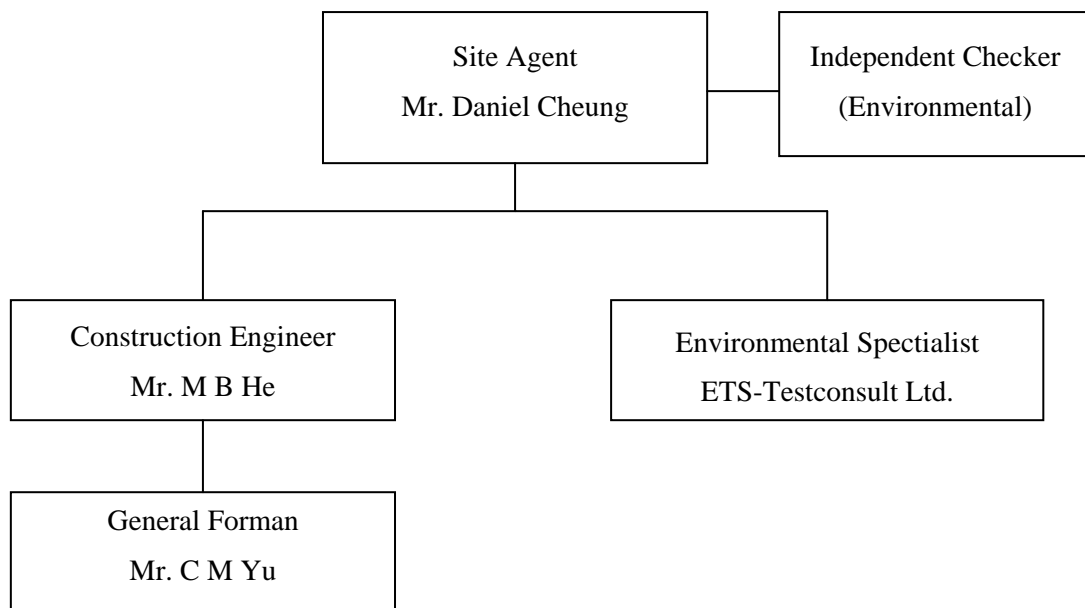 Site Agent
Mr. Daniel Cheung
Independent Checker
(Environmental)
Construction Engineer
Mr. M B He
Environmental Spectialist
ETS-Testconsult Ltd.
General Forman
Mr. C M Yu